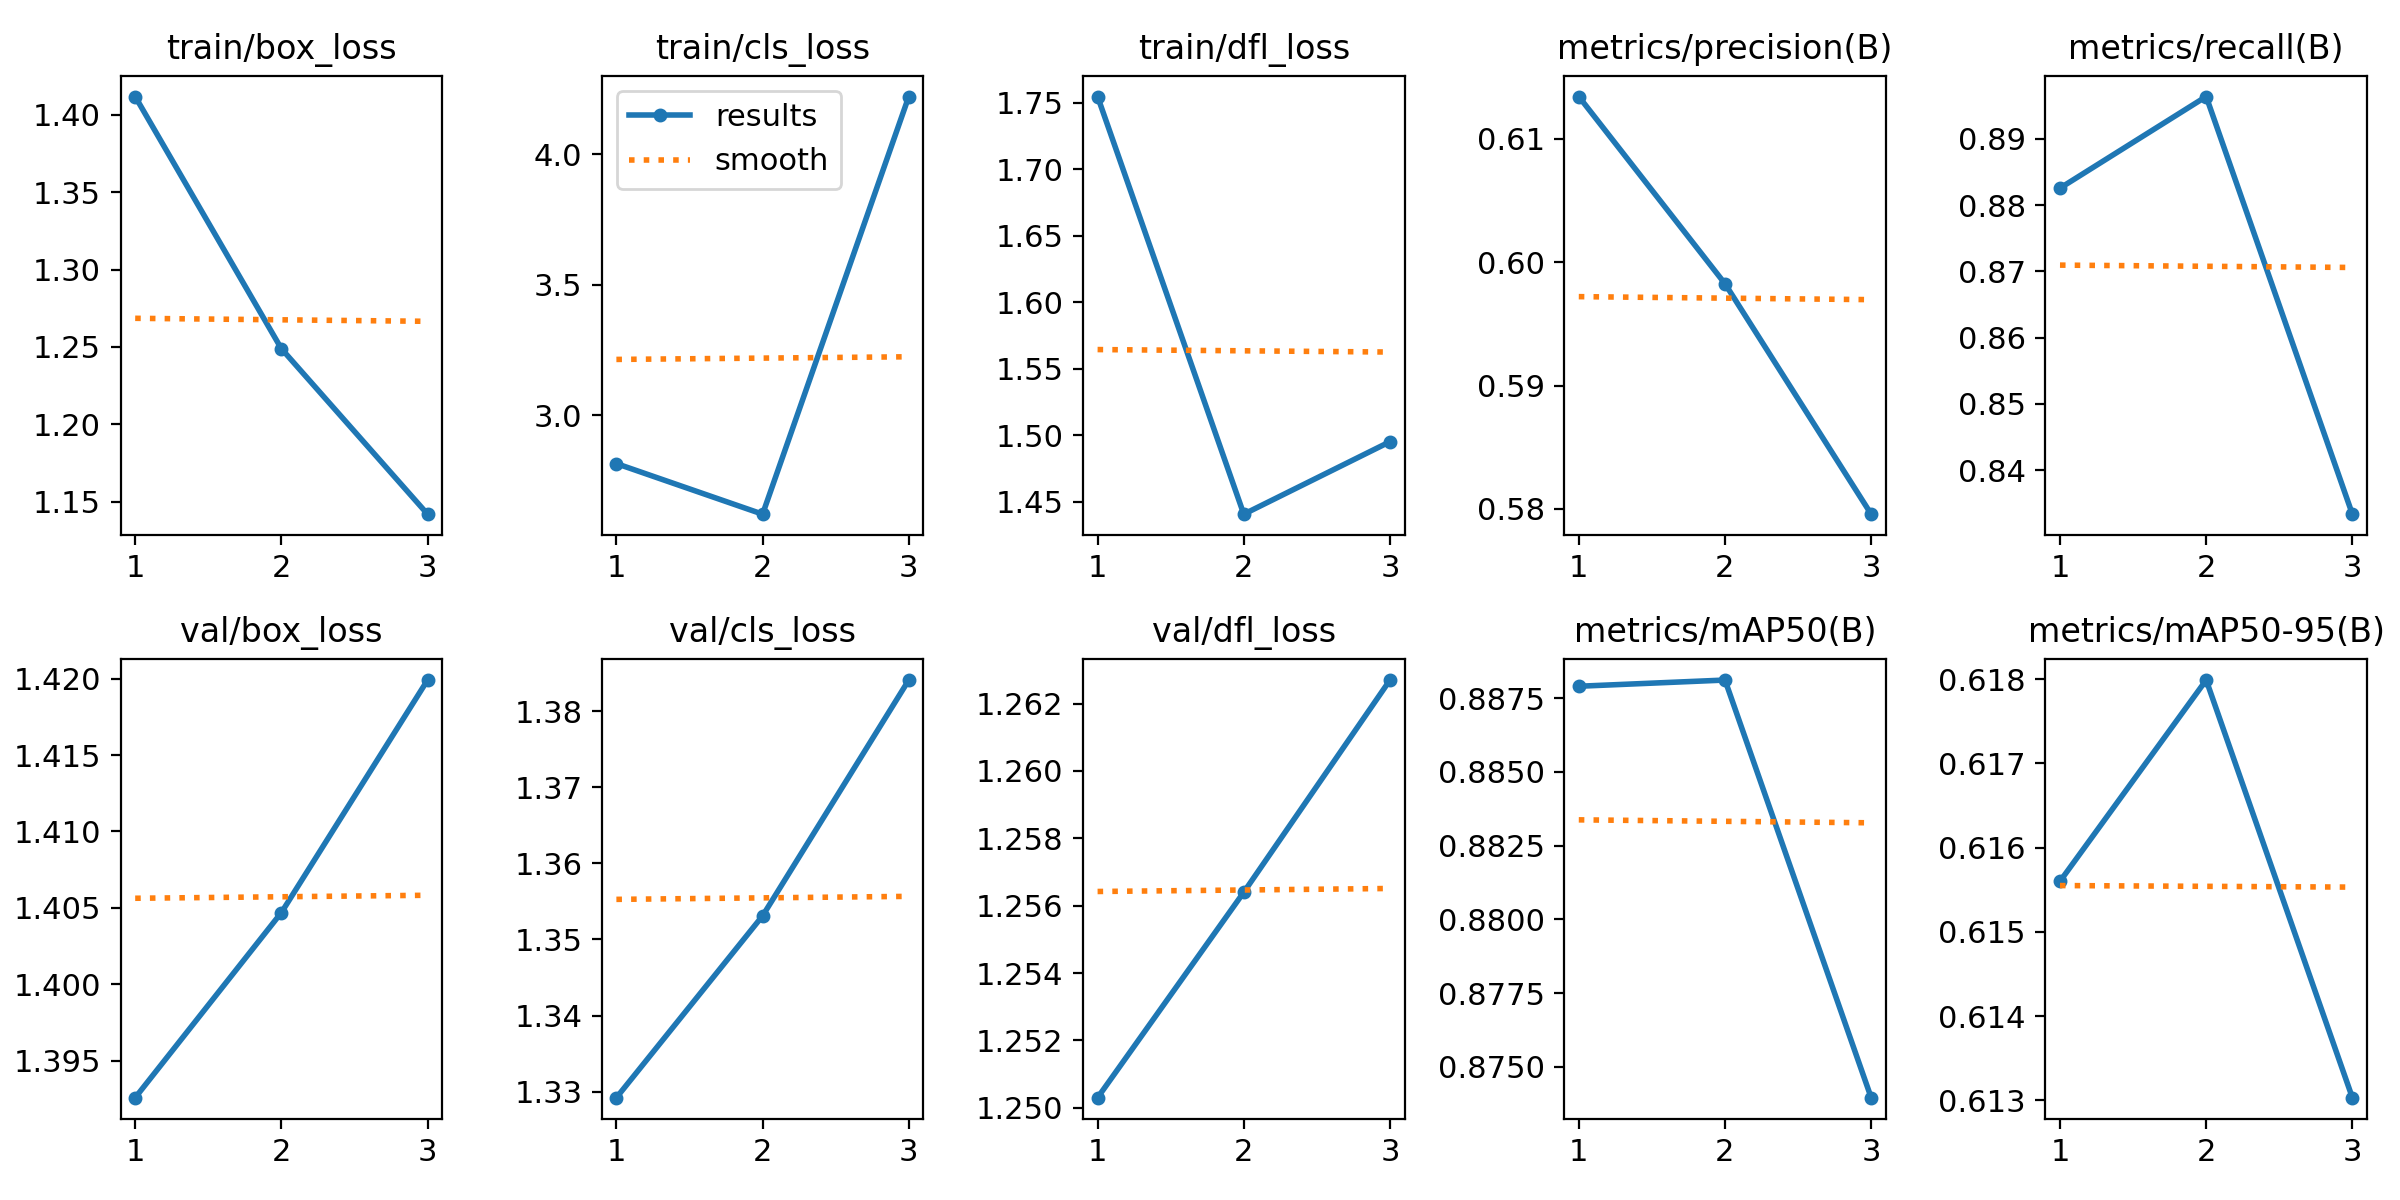 train/box_loss
1.40
1.35
1.30
1.25
1.20
1.15
1 2 3
train/cls_loss
results
smooth
4.0
3.5
3.0
1 2 3
train/dfl_loss
1.75
1.70
1.65
1.60
1.55
1.50
1.45
1 2 3
metrics/precision(B)
0.61
0.60
0.59
0.58
1 2 3
metrics/recall(B)
0.89
0.88
0.87
0.86
0.85
0.84
1 2 3
val/box_loss
1.420
1.415
1.410
1.405
1.400
1.395
1 2 3
val/cls_loss
1.38
1.37
1.36
1.35
1.34
1.33
1 2 3
val/dfl_loss
1.262
1.260
1.258
1.256
1.254
1.252
1.250
1 2 3
metrics/mAP50(B)
0.8875
0.8850
0.8825
0.8800
0.8775
0.8750
1 2 3
metrics/mAP50-95(B)
0.618
0.617
0.616
0.615
0.614
0.613
1 2 3